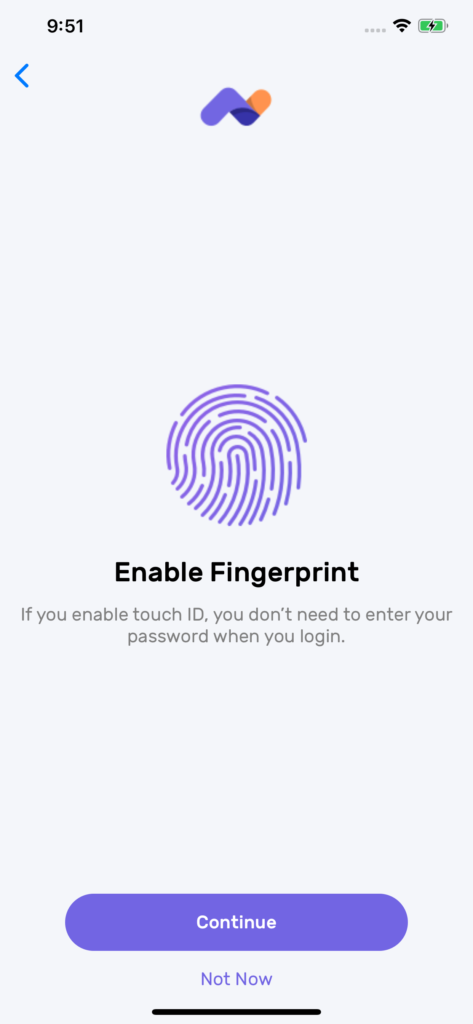 9:51
Enable Fingerprint
If you enable touch ID, you don’t need to enter your
password when you login.
Continue
Not Now